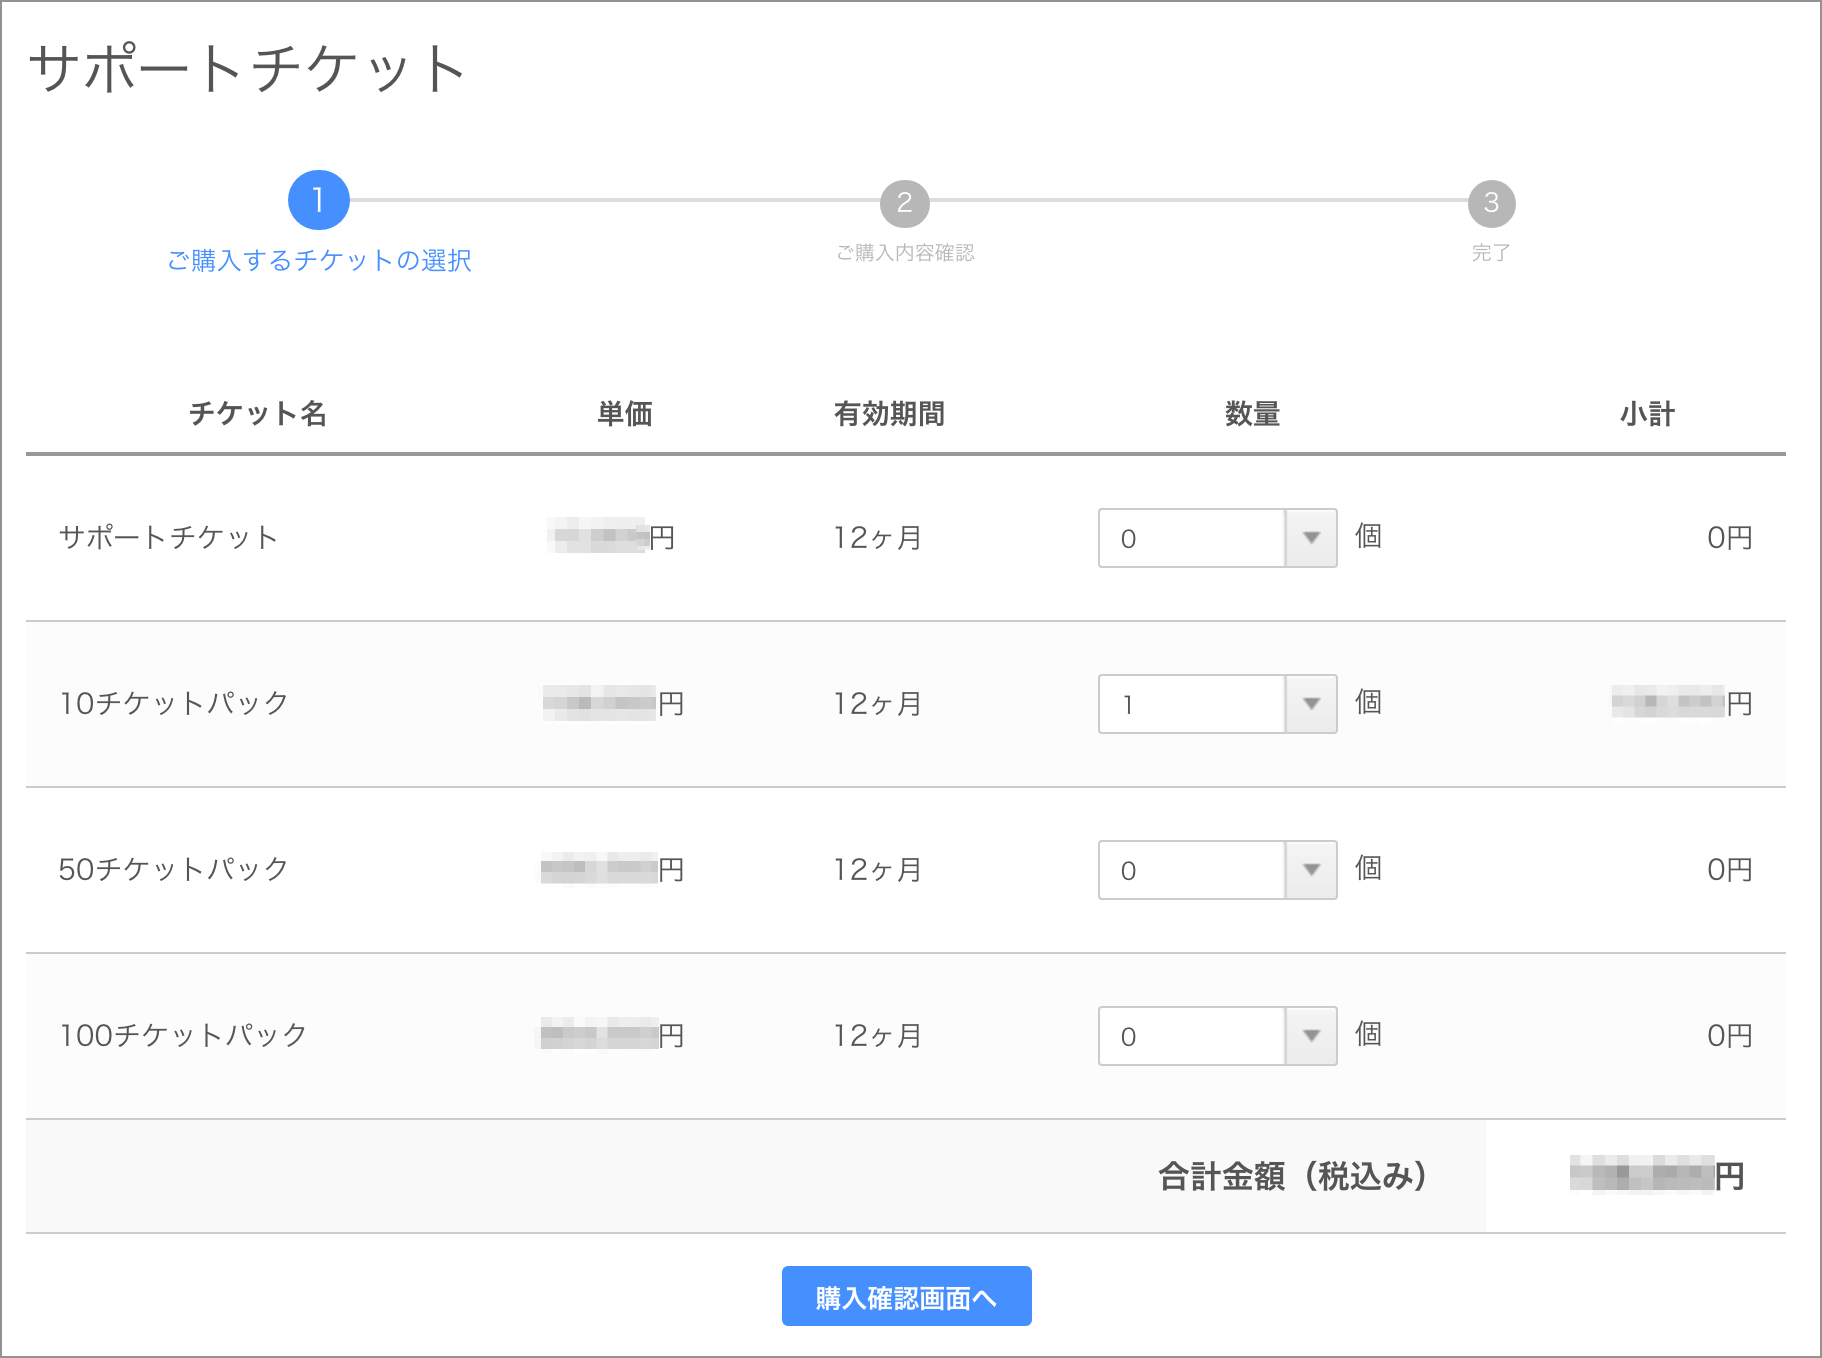 サポートチケット
1 2 3
ご購入するチケットの選択 ご購入内容確認 完了
チケット名 単価 有効期間 数量 小計
サポートチケット 円 12ヶ月 0 個 0円
10チケットパック 円 12ヶ月 1 個 円
50チケットパック 円 12ヶ月 0 個 0円
100チケットパック 円 12ヶ月 0 個 0円
合計金額（税込み） 円
購入確認画面へ